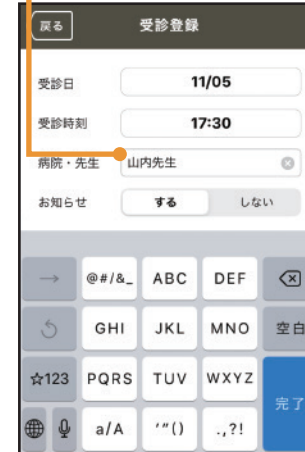 戻る 受診登録
受診日 11/05
受診時刻 17:30
病院・先生 山内先生
お知らせ する しない
→ @#/&_ ABC DEF
GHI JKL MNO 空白
☆123 PQRS TUV WXYZ
完了
a/A '"() .,?!